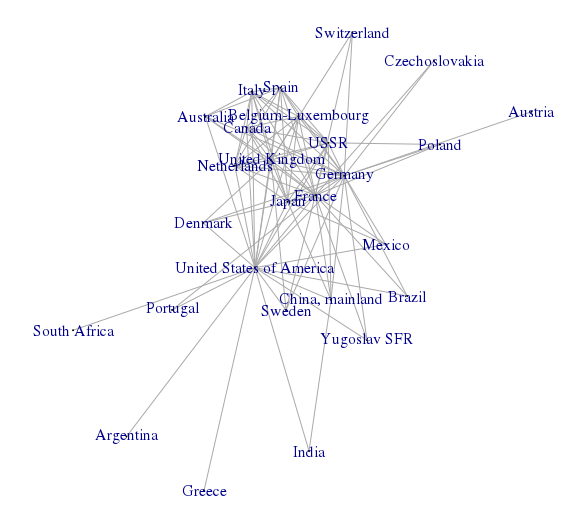 Switzerland
Czechoslovakia
Italy
Spain
Austria
Australia
Belgium-Luxembourg
Canada
USSR
Poland
United Kingdom
Netherlands
Germany
France
Japan
Denmark
Mexico
United States of America
China, mainland
Brazil
Portugal
Sweden
South Africa
Yugoslav SFR
Argentina
India
Greece